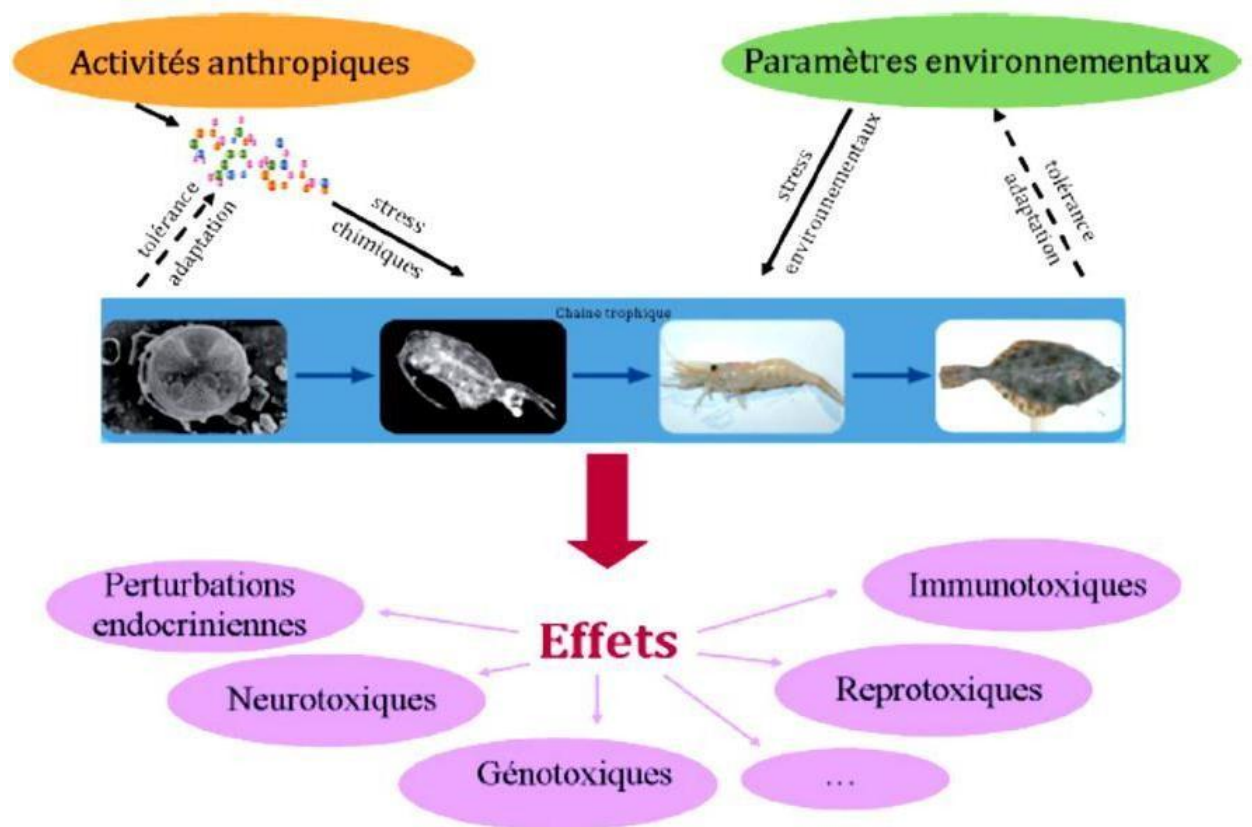 Activités anthropiques
Paramètres environnementaux
tolérance
adaptation
stress
chimiques
stress
environnementaux
tolérance
adaptation
Chaîne trophique
Perturbations
endocriniennes
Immunotoxiques
Effets
Neurotoxiques
Reprotoxiques
Génotoxiques
...